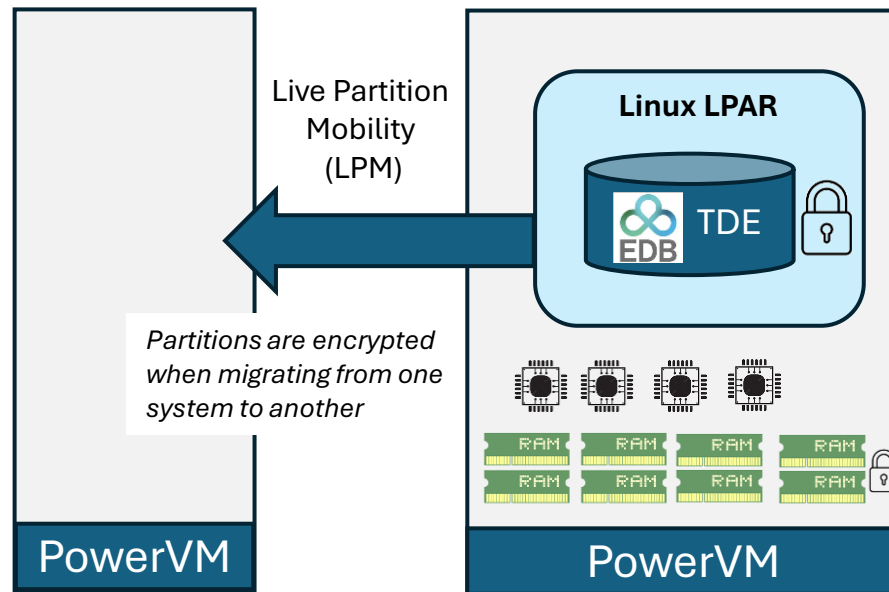 Live Partition
Mobility
(LPM)
Linux LPAR
EDB
TDE
Partitions are encrypted
when migrating from one
system to another
RAM RAM RAM RAM
RAM RAM RAM RAM
PowerVM
PowerVM